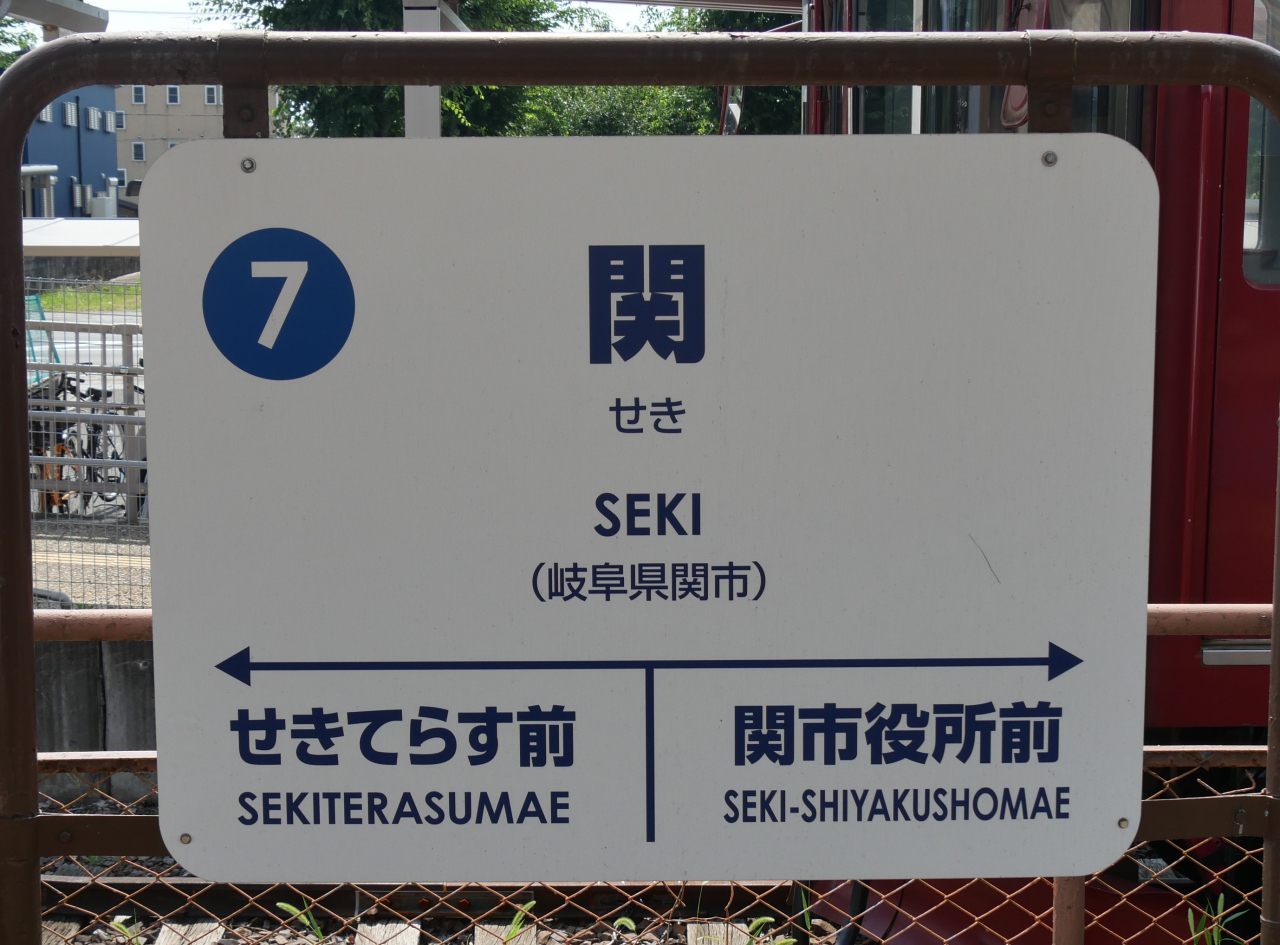 7
関
せき
SEKI
（岐阜県関市）
せきてらす前
SEKITERASUMAE
関市役所前
SEKI-SHIYAKUSHOMAE